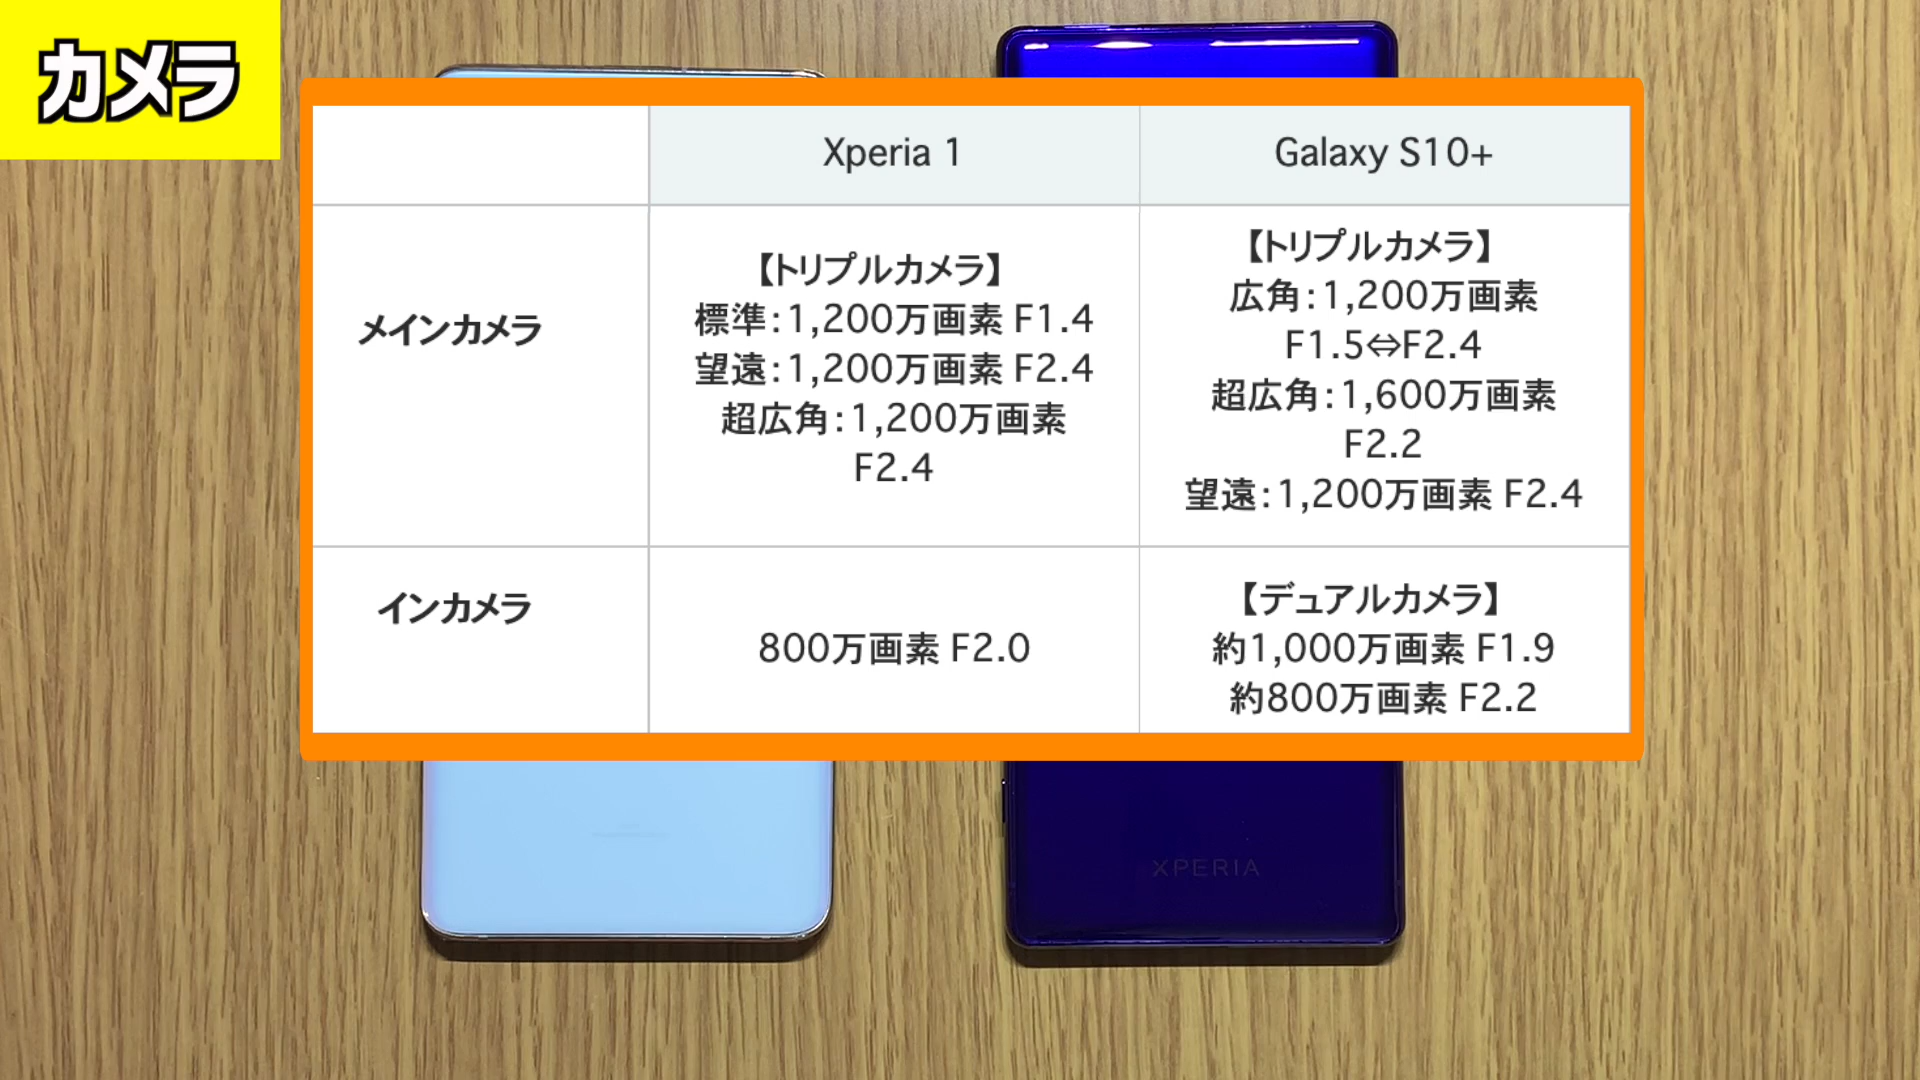 カメラ
Xperia 1
Galaxy S10+
メインカメラ
【トリプルカメラ】
標準：1,200万画素 F1.4
望遠：1,200万画素 F2.4
超広角：1,200万画素
F2.4
【トリプルカメラ】
広角：1,200万画素
F1.5⇔F2.4
超広角：1,600万画素
F2.2
望遠：1,200万画素 F2.4
インカメラ
800万画素 F2.0
【デュアルカメラ】
約1,000万画素 F1.9
約800万画素 F2.2
XPERIA